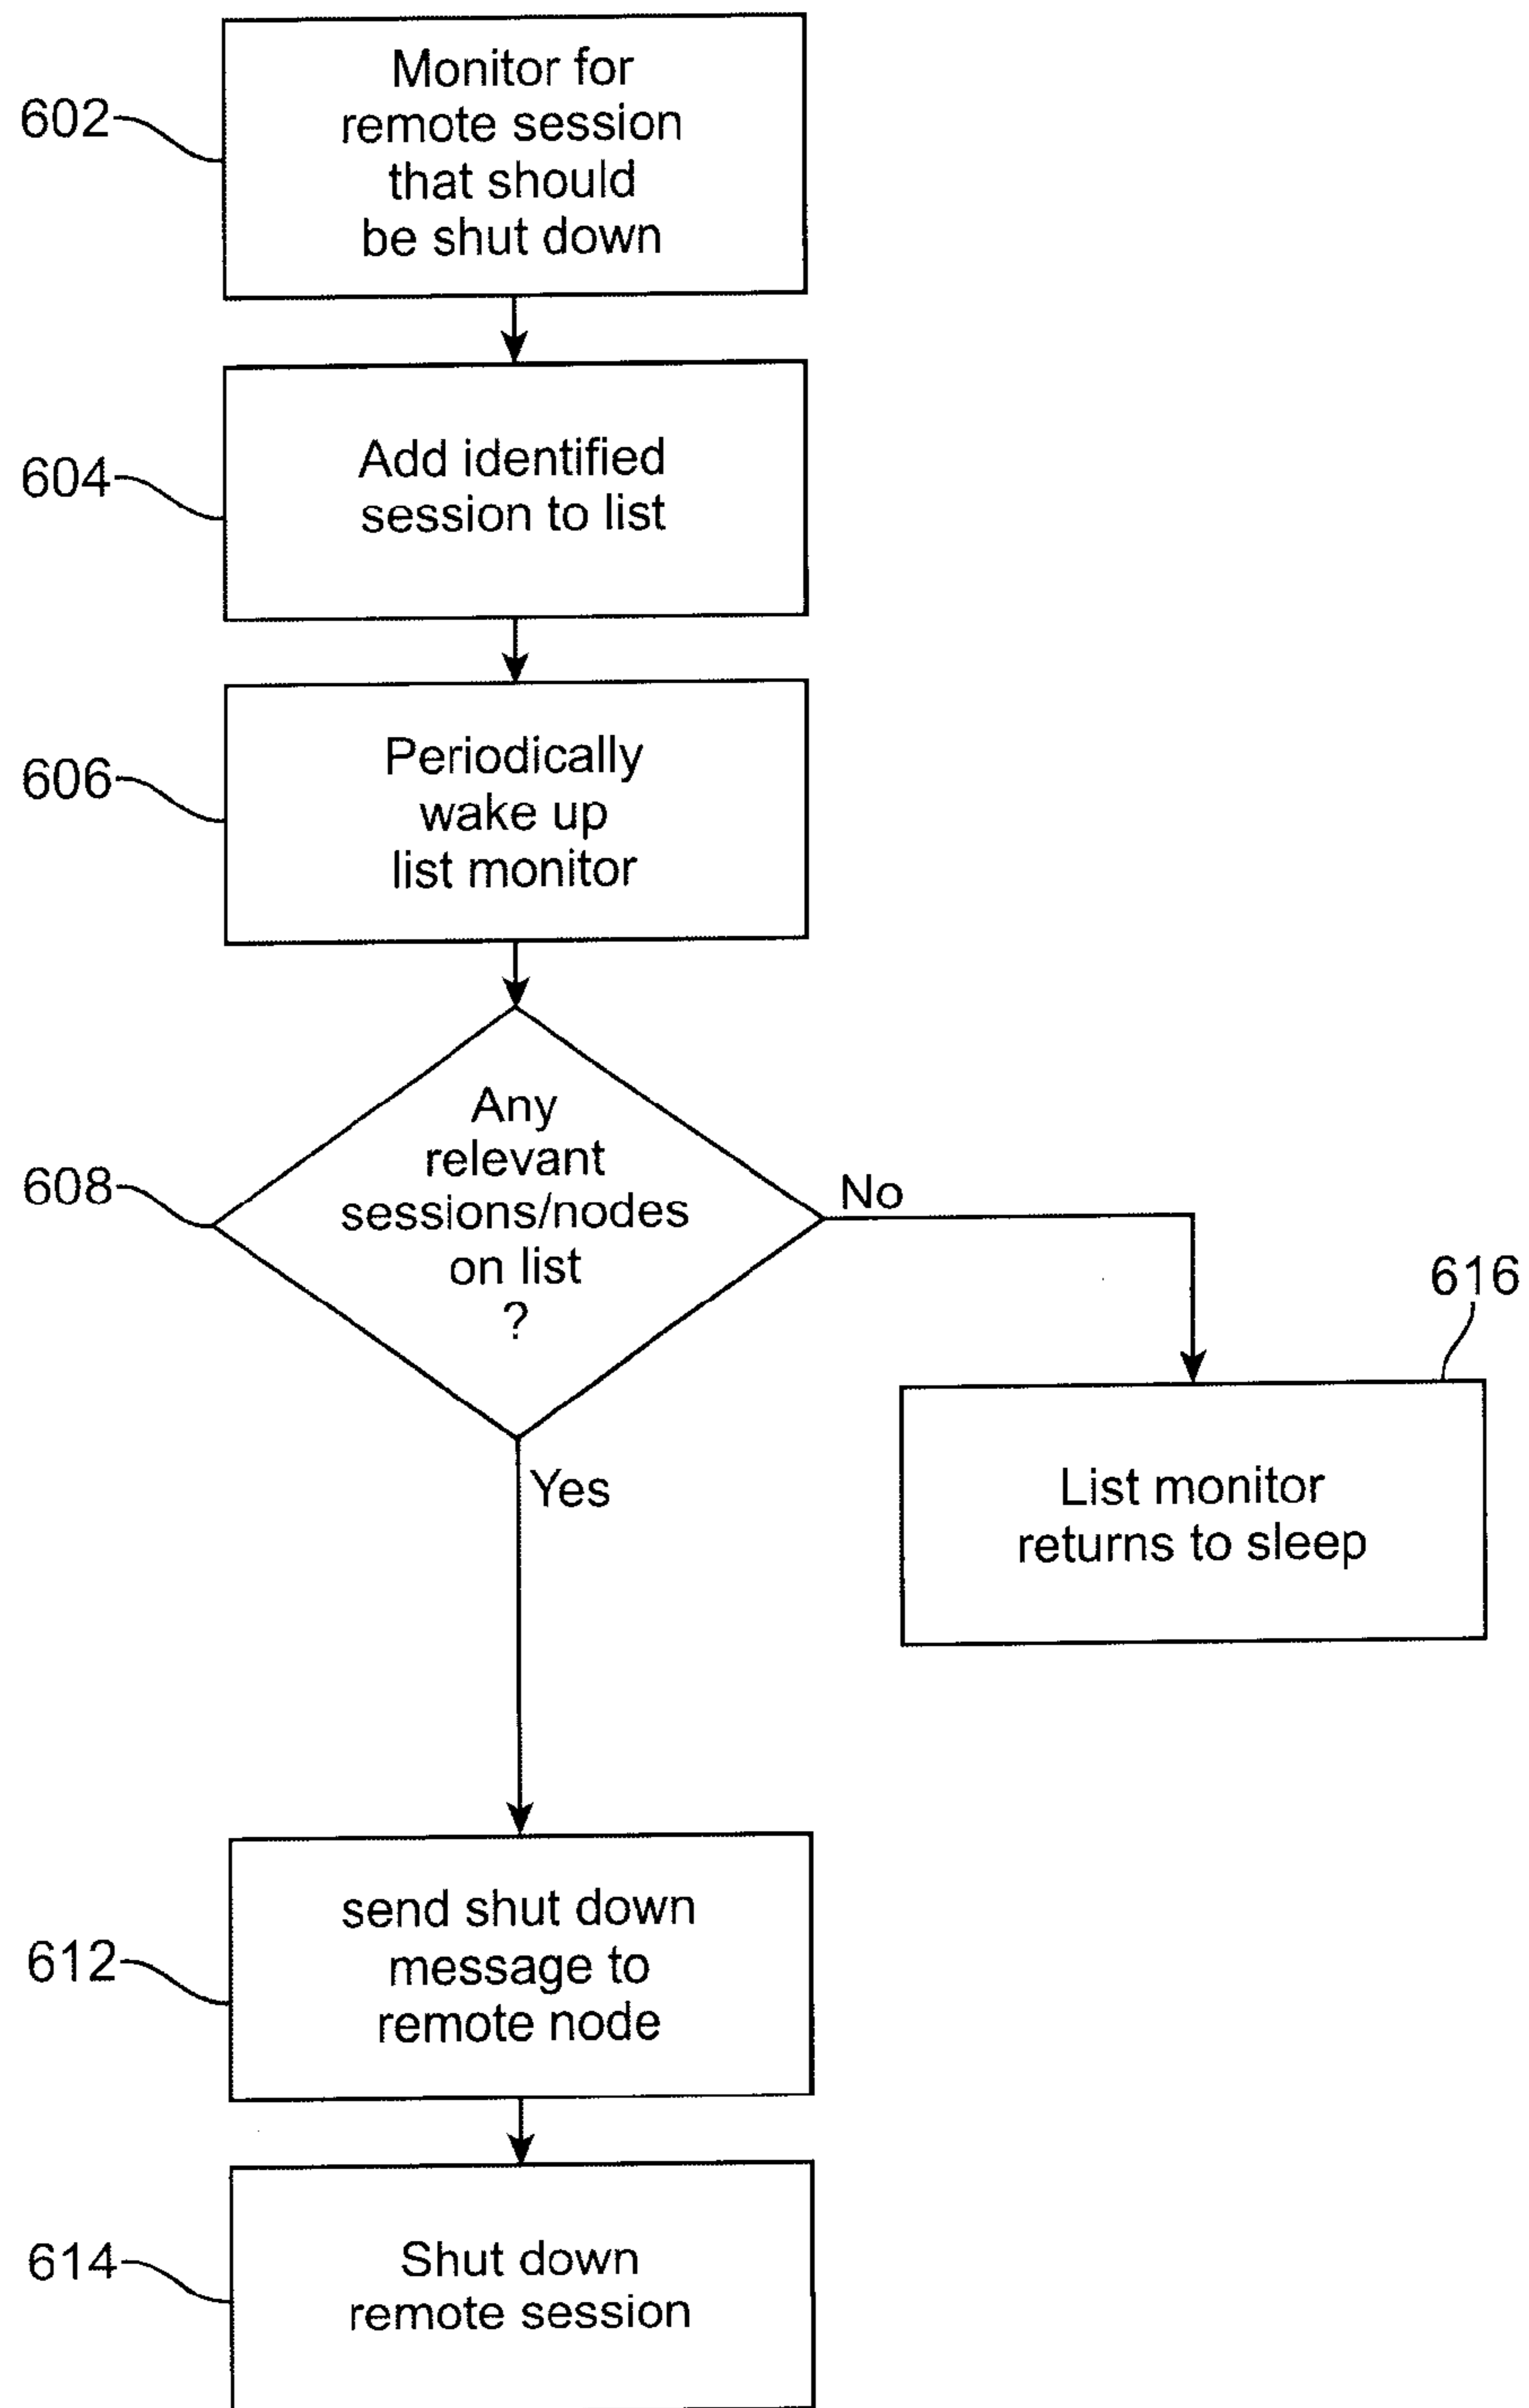 602
Monitor for
remote session
that should
be shut down
604
Add identified
session to list
606
Periodically
wake up
list monitor
608
Any
relevant
sessions/nodes
on list
?
No
616
List monitor
returns to sleep
Yes
612
send shut down
message to
remote node
614
Shut down
remote session